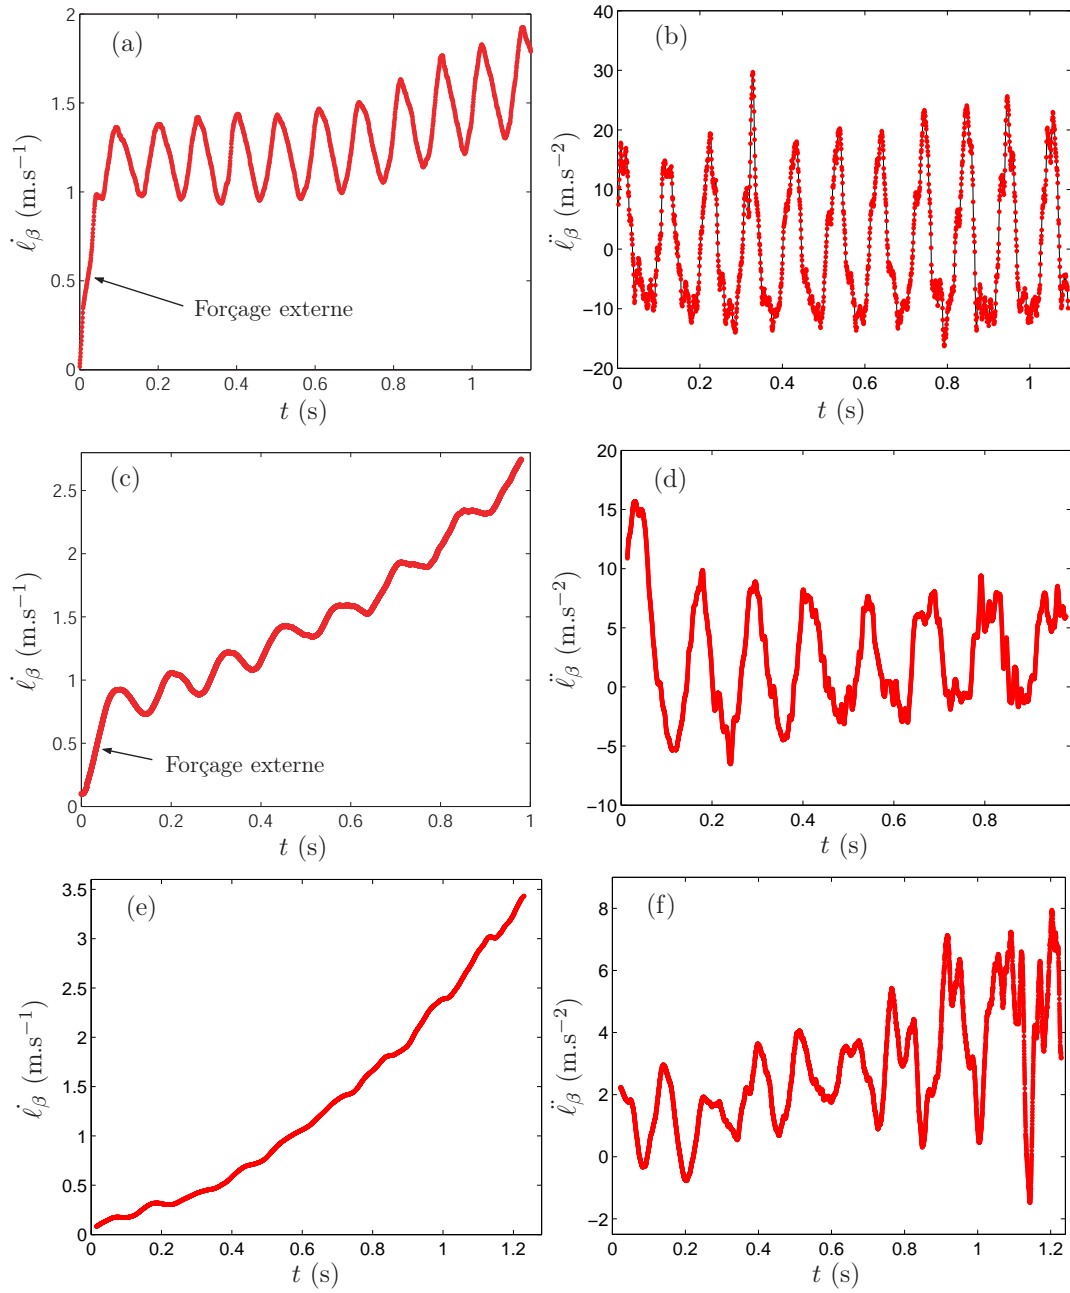 (a)
2
1.5
1
0.5
0
0 0.2 0.4 0.6 0.8 1
ℓ̇β (m.s−1)
Forçage externe
t (s)
(b)
40
30
20
10
0
−10
−20
0 0.2 0.4 0.6 0.8 1
ℓ̈β (m.s−2)
t (s)
(c)
2.5
2
1.5
1
0.5
0
0 0.2 0.4 0.6 0.8 1
ℓ̇β (m.s−1)
Forçage externe
t (s)
(d)
20
15
10
5
0
−5
−10
0 0.2 0.4 0.6 0.8
ℓ̈β (m.s−2)
t (s)
(e)
3.5
3
2.5
2
1.5
1
0.5
0
0 0.2 0.4 0.6 0.8 1 1.2
ℓ̇β (m.s−1)
t (s)
(f)
8
6
4
2
0
−2
0 0.2 0.4 0.6 0.8 1 1.2
ℓ̈β (m.s−2)
t (s)